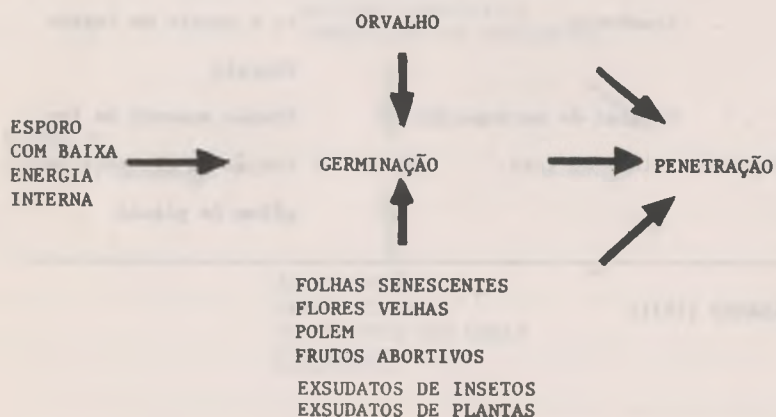 ORVALHO
ESPORO
COM BAIXA
ENERGIA
INTERNA
GERMINAÇÃO
PENETRAÇÃO
FOLHAS SENESCENTES
FLORES VELHAS
POLEM
FRUTOS ABORTIVOS
EXSUDATOS DE INSETOS
EXSUDATOS DE PLANTAS